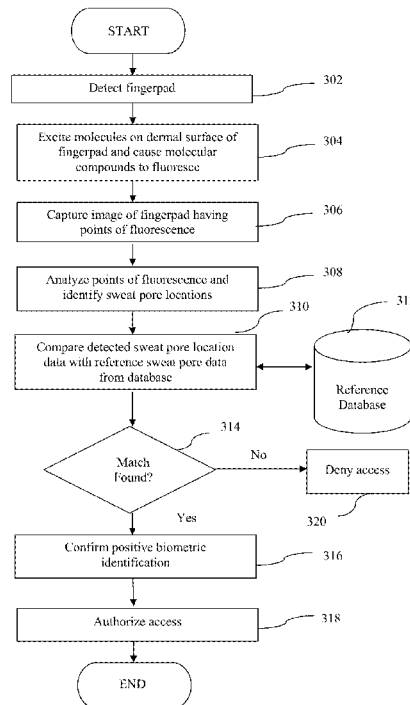 START
Detect fingerpad
302
Excite molecules on dermal surface of
fingerpad and cause molecular
compounds to fluoresce
304
Capture image of fingerpad having
points of fluorescence
306
Analyze points of fluorescence and
identify sweat pore locations
308
310
Compare detected sweat pore location
data with reference sweat pore data
from database
31
Reference
Database
314
Match
Found?
No
Deny access
320
Yes
Confirm positive biometric
identification
316
Authorize access
318
END